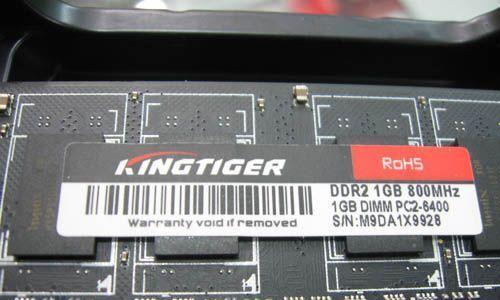 KINGTIGER
RoHS
DDR2 1GB 800MHz
1GB DIMM PC2-6400
S/N:M9DA1X9928
Warranty void if removed